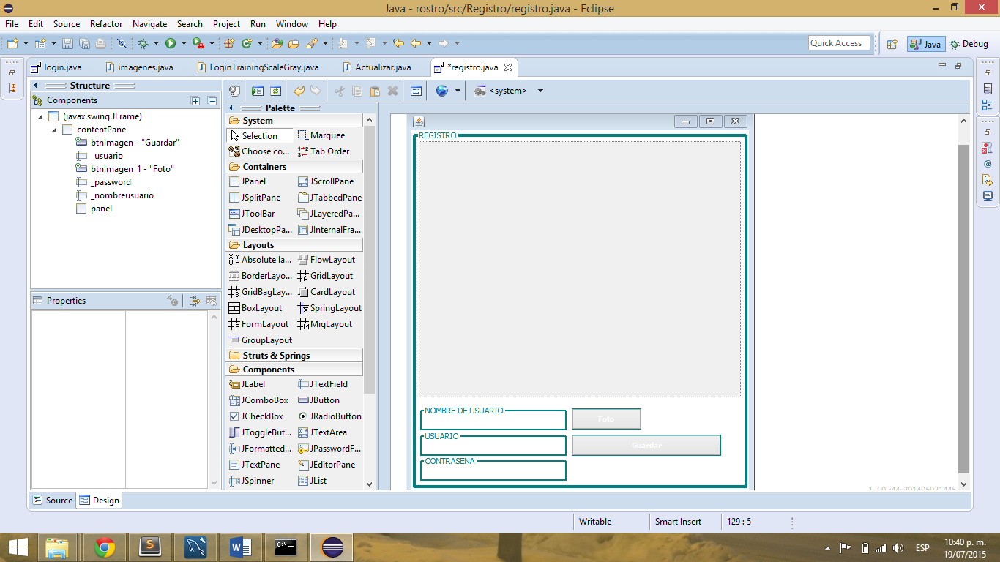 Java - rostro/src/Registro/registro.java - Eclipse
File Edit Source Refactor Navigate Search Project Run Window Help
Quick Access Java Debug
login.java imagenes.java LoginTrainingScaleGray.java Actualizar.java *registro.java
Structure
Components
(javax.swingJFrame)
contentPane
btnImagen - "Guardar"
_usuario
btnImagen_1 - "Foto"
_password
_nombreusuario
panel
Properties
<system>
Palette
System
Selection Marquee
Choose co... Tab Order
Containers
JPanel JScrollPane
JSplitPane JTabbedPane
JToolBar JLayeredPa...
JDesktopPa... JInternalFra...
Layouts
Absolute la... FlowLayout
BorderLayo... GridLayout
GridBagLay... CardLayout
BoxLayout SpringLayout
FormLayout MigLayout
GroupLayout
Struts & Springs
Components
JLabel JTextField
JComboBox JButton
JCheckBox JRadioButton
JToggleBut... JTextArea
JFormatted... JPasswordF...
JTextPane JEditorPane
JSpinner JList
REGISTRO
NOMBRE DE USUARIO Foto
USUARIO Guardar
CONTRASENA
1.7.0.r44x201405021445
Source Design
Writable Smart Insert 129 : 5
C:\.
ESP
10:40 p. m.
19/07/2015